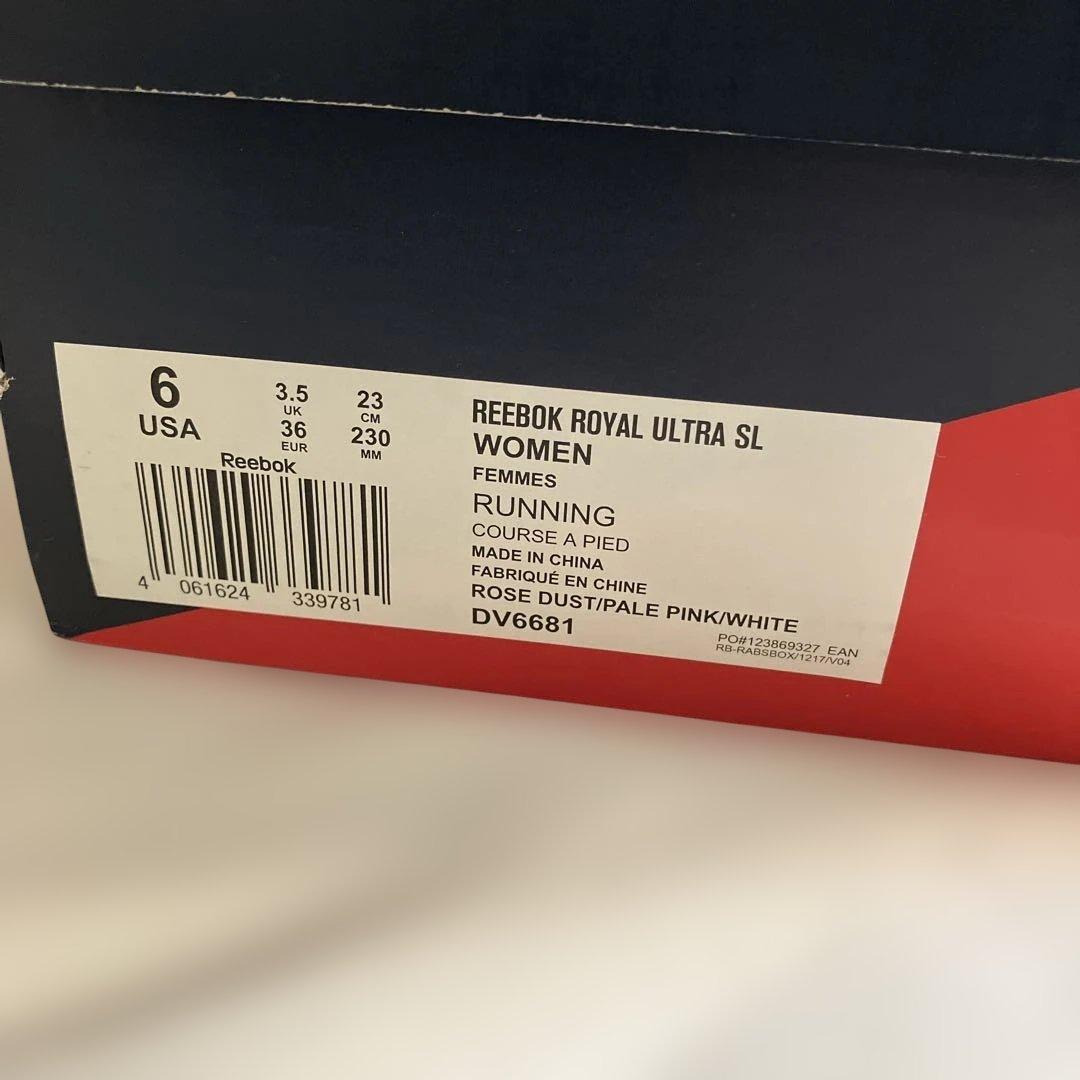 6
USA
3.5
UK
36
EUR
23
CM
230
MM
Reebok
4 061624 339781
REEBOK ROYAL ULTRA SL
WOMEN
FEMMES
RUNNING
COURSE A PIED
MADE IN CHINA
FABRIQUÉ EN CHINE
ROSE DUST/PALE PINK/WHITE
DV6681
PO#123869327 EAN
RB-RABSBOX/1217/V04